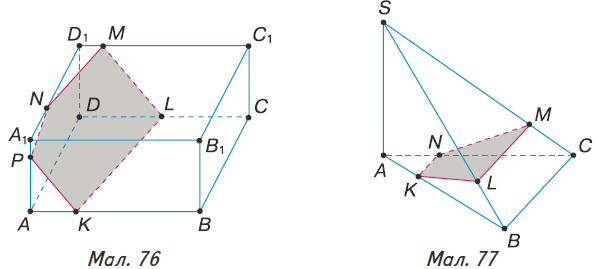 D₁ M C₁
N D L C
A₁ B₁
P
A K B
Мал. 76
S
M
N C
A K L
B
Мал. 77